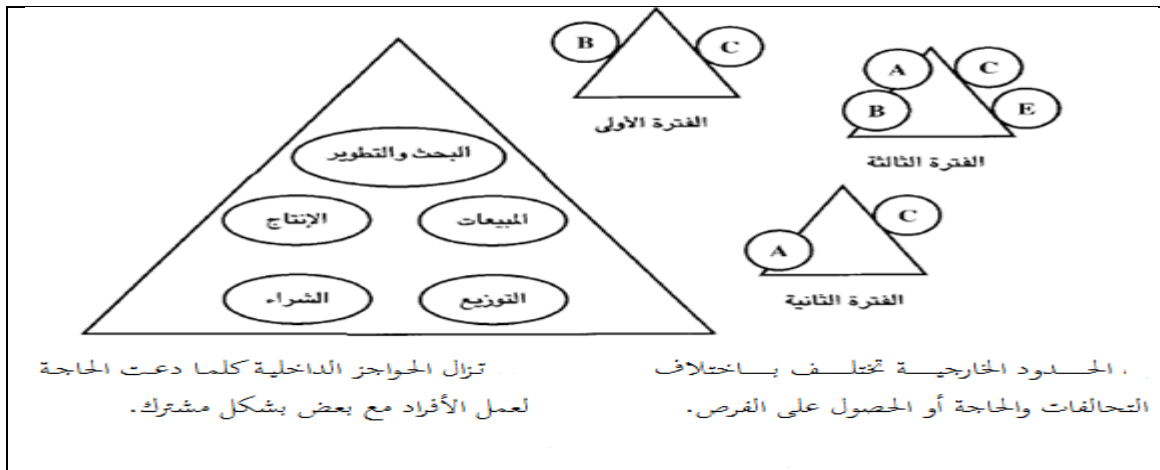 B
C
الفترة الأولى
A
C
B
E
الفترة الثالثة
C
A
الفترة الثانية
البحث والتطوير
المبيعات
الإنتاج
التوزيع
الشراء
. الحدود الخارجية تختلف باختلاف
التحالفات والحاجة أو الحصول على الفرص.
. تزال الحواجز الداخلية كلما دعت الحاجة
لعمل الأفراد مع بعض بشكل مشترك.